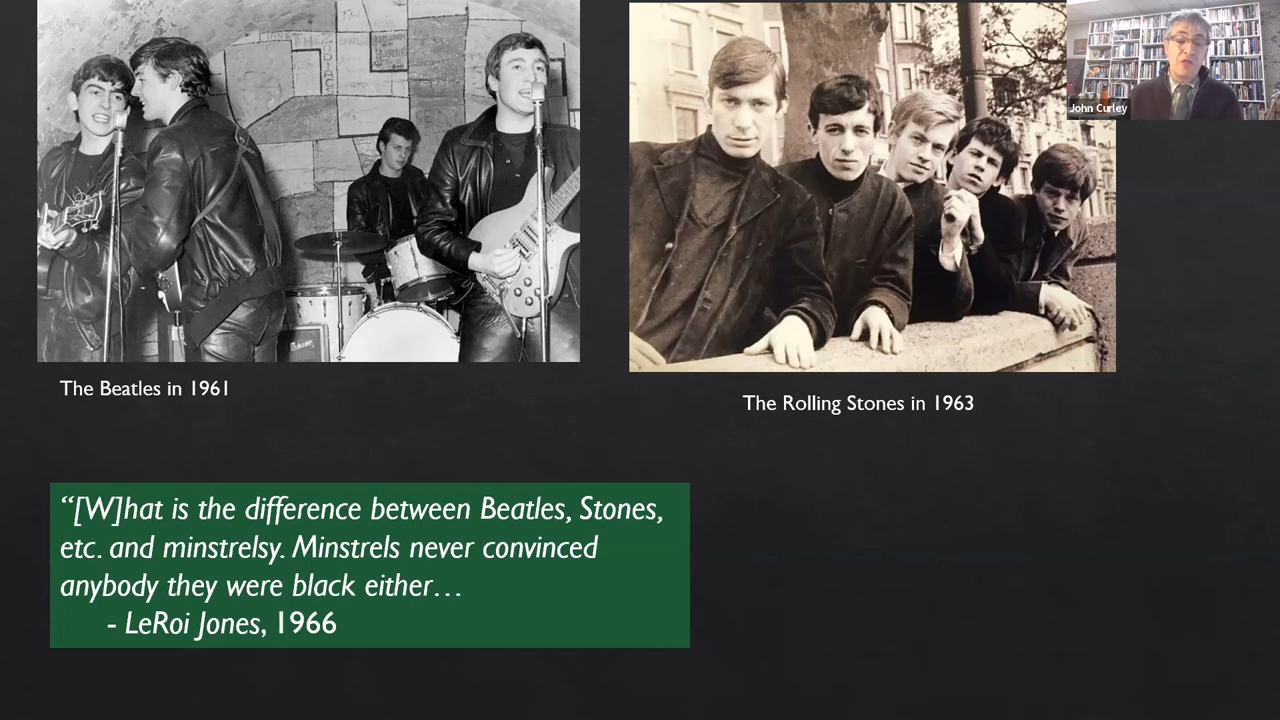 John Curley
The Beatles in 1961
The Rolling Stones in 1963
“[W]hat is the difference between Beatles, Stones,
etc. and minstrelsy. Minstrels never convinced
anybody they were black either…
- LeRoi Jones, 1966